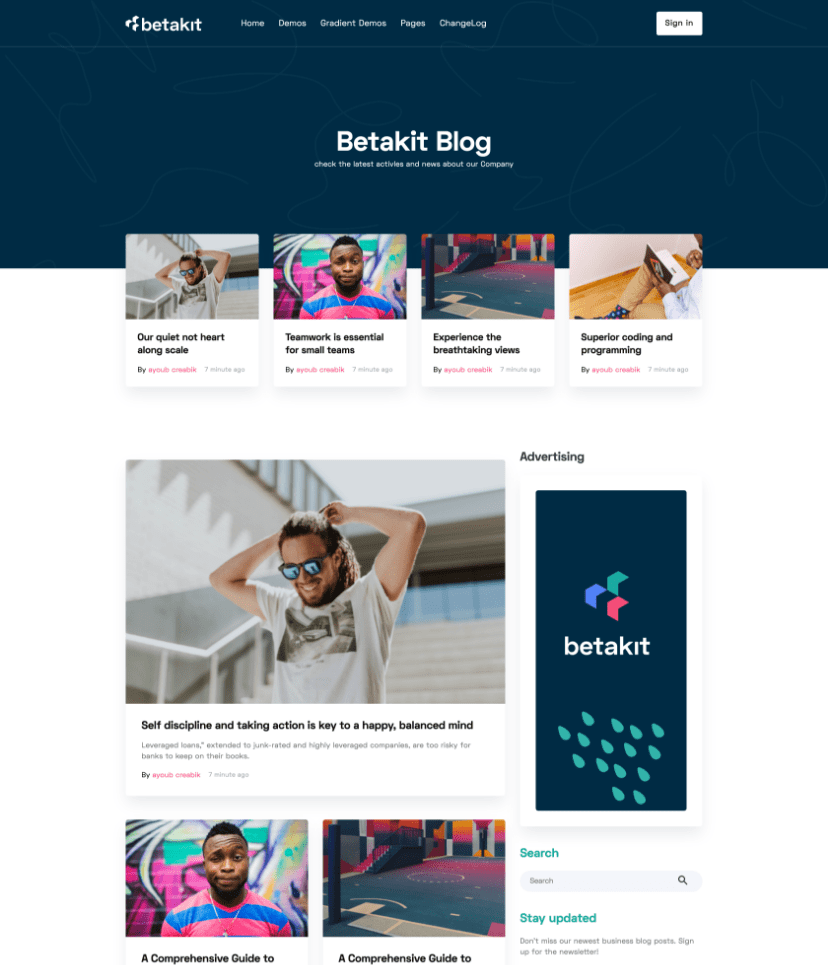 betakit
Home Demos Gradient Demos Pages ChangeLog
Sign in
Betakit Blog
check the latest activies and news about our Company
Our quiet not heart
along scale
By ayoub creabik 7 minute ago
Teamwork is essential
for small teams
By ayoub creabik 7 minute ago
Experience the
breathtaking views
By ayoub creabik 7 minute ago
Superior coding and
programming
By ayoub creabik 7 minute ago
Self discipline and taking action is key to a happy, balanced mind
Leveraged loans,” extended to junk-rated and highly leveraged companies, are too risky for
banks to keep on their books.
By ayoub creabik 7 minute ago
A Comprehensive Guide to
A Comprehensive Guide to
Advertising
betakit
Search
Search
Stay updated
Don't miss our newest business blog posts. Sign
up for the newsletter!